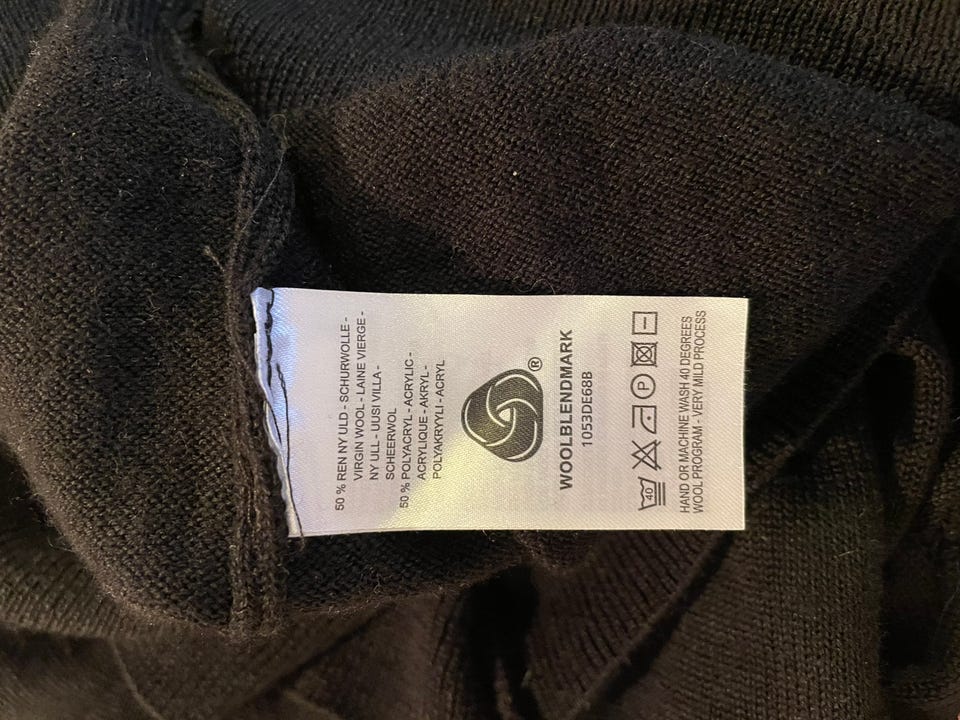 50 % REN NY ULD - SCHURWOLLE -
VIRGIN WOOL - LAINE VIERGE -
NY ULL - UUSI VILLA -
SCHEERWOL
50 % POLYACRYL - ACRYLIC -
ACRYLIQUE - AKRYL -
POLYAKRYYLI - ACRYL
®
WOOLBLENDMARK
1053DE68B
40 P
HAND OR MACHINE WASH 40 DEGREES
WOOL PROGRAM - VERY MILD PROCESS